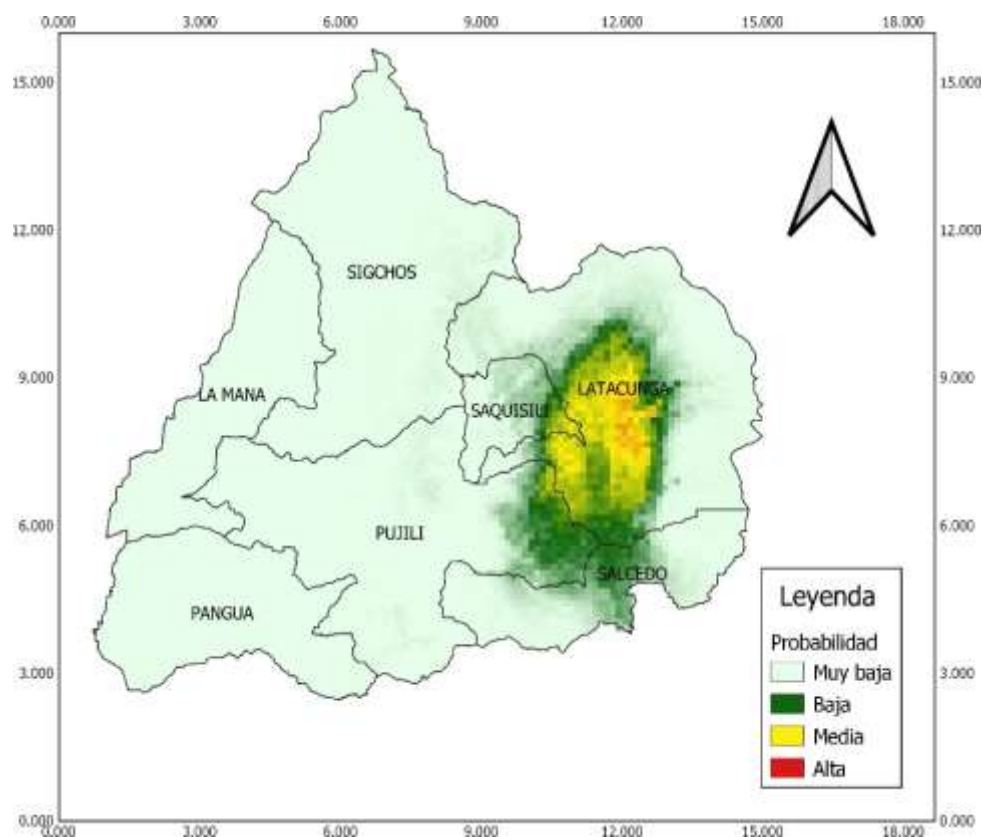 0.000 3.000 6.000 9.000 12.000 15.000 18.000
15.000 15.000
12.000 12.000
SIGCHOS
9.000 LATACUNGA 9.000
LA MANA
SAQUISILI
6.000 PUJILI 6.000
SALCEDO
PANGUA
Leyenda
Probabilidad
Muy baja
Baja
Media
Alta
3.000 3.000
0.000 0.000
0.000 3.000 6.000 9.000 12.000 15.000 18.000